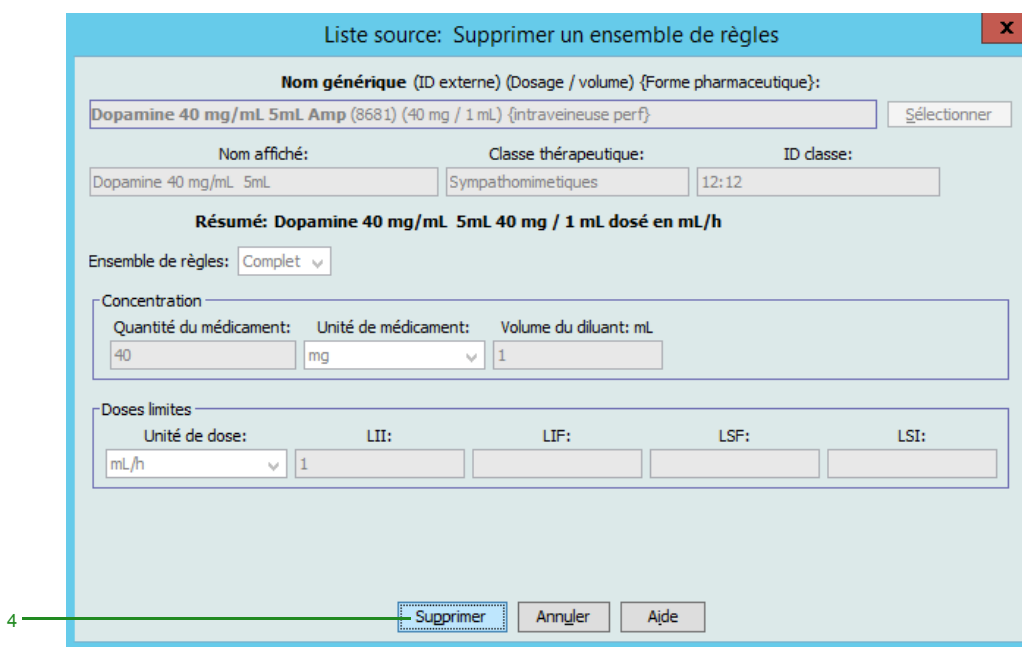 Liste source: Supprimer un ensemble de règles
x
Nom générique (ID externe) (Dosage / volume) {Forme pharmaceutique}:
Dopamine 40 mg/mL 5mL Amp (8681) (40 mg / 1 mL) {intraveineuse perf} Sélectionner
Nom affiché: Classe thérapeutique: ID classe:
Dopamine 40 mg/mL 5mL Sympathomimetiques 12:12
Résumé: Dopamine 40 mg/mL 5mL 40 mg / 1 mL dosé en mL/h
Ensemble de règles: Complet
Concentration
Quantité du médicament: Unité de médicament: Volume du diluant: mL
40 mg 1
Doses limites
Unité de dose: LII: LIF: LSF: LSI:
mL/h 1
4 Supprimer Annuler Aide